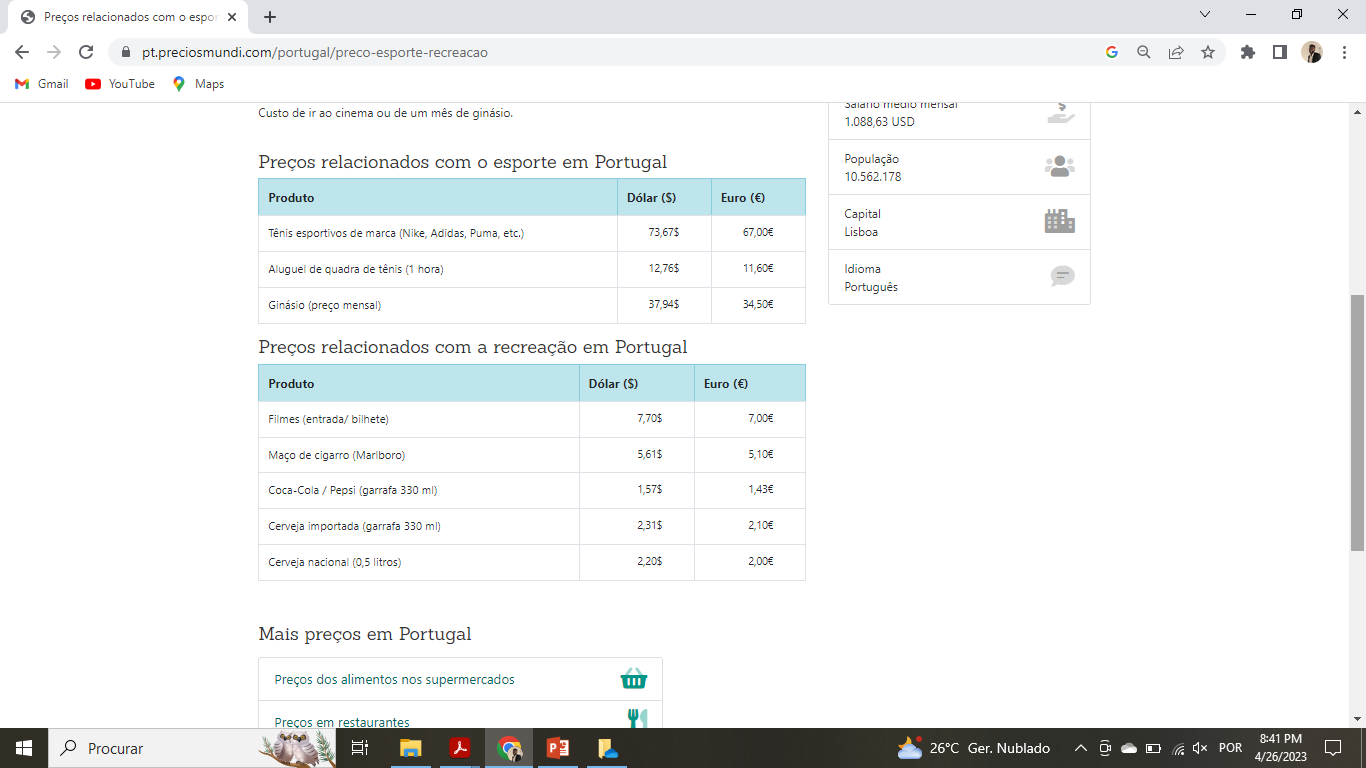 Preços relacionados com o espor
pt.preciosmundi.com/portugal/preco-esporte-recreacao
Gmail
YouTube
Maps
Custo de ir ao cinema ou de um mês de ginásio.
Preços relacionados com o esporte em Portugal
Produto Dólar ($) Euro (€)
Tênis esportivos de marca (Nike, Adidas, Puma, etc.) 73,67$ 67,00€
Aluguel de quadra de tênis (1 hora) 12,76$ 11,60€
Ginásio (preço mensal) 37,94$ 34,50€
Preços relacionados com a recreação em Portugal
Produto Dólar ($) Euro (€)
Filmes (entrada/ bilhete) 7,70$ 7,00€
Maço de cigarro (Marlboro) 5,61$ 5,10€
Coca-Cola / Pepsi (garrafa 330 ml) 1,57$ 1,43€
Cerveja importada (garrafa 330 ml) 2,31$ 2,10€
Cerveja nacional (0,5 litros) 2,20$ 2,00€
Mais preços em Portugal
Preços dos alimentos nos supermercados
Preços em restaurantes
Salário médio mensal
1.088,63 USD
População
10.562.178
Capital
Lisboa
Idioma
Português
Procurar
26°C Ger. Nublado
POR
8:41 PM
4/26/2023